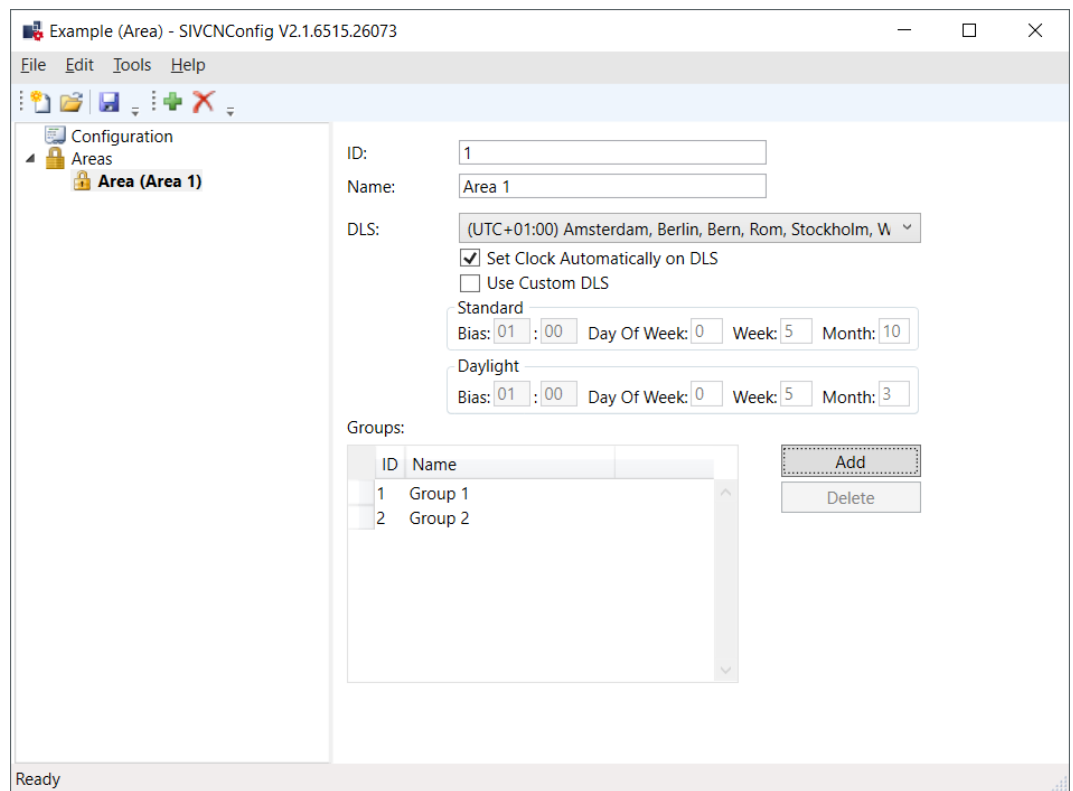 Example (Area) - SIVCNConfig V2.1.6515.26073
File Edit Tools Help
Configuration
Areas
Area (Area 1)
ID: 1
Name: Area 1
DLS: (UTC+01:00) Amsterdam, Berlin, Bern, Rom, Stockholm, W
Set Clock Automatically on DLS
Use Custom DLS
Standard
Bias: 01 : 00 Day Of Week: 0 Week: 5 Month: 10
Daylight
Bias: 01 : 00 Day Of Week: 0 Week: 5 Month: 3
Groups:
ID Name
1 Group 1
2 Group 2
Add
Delete
Ready